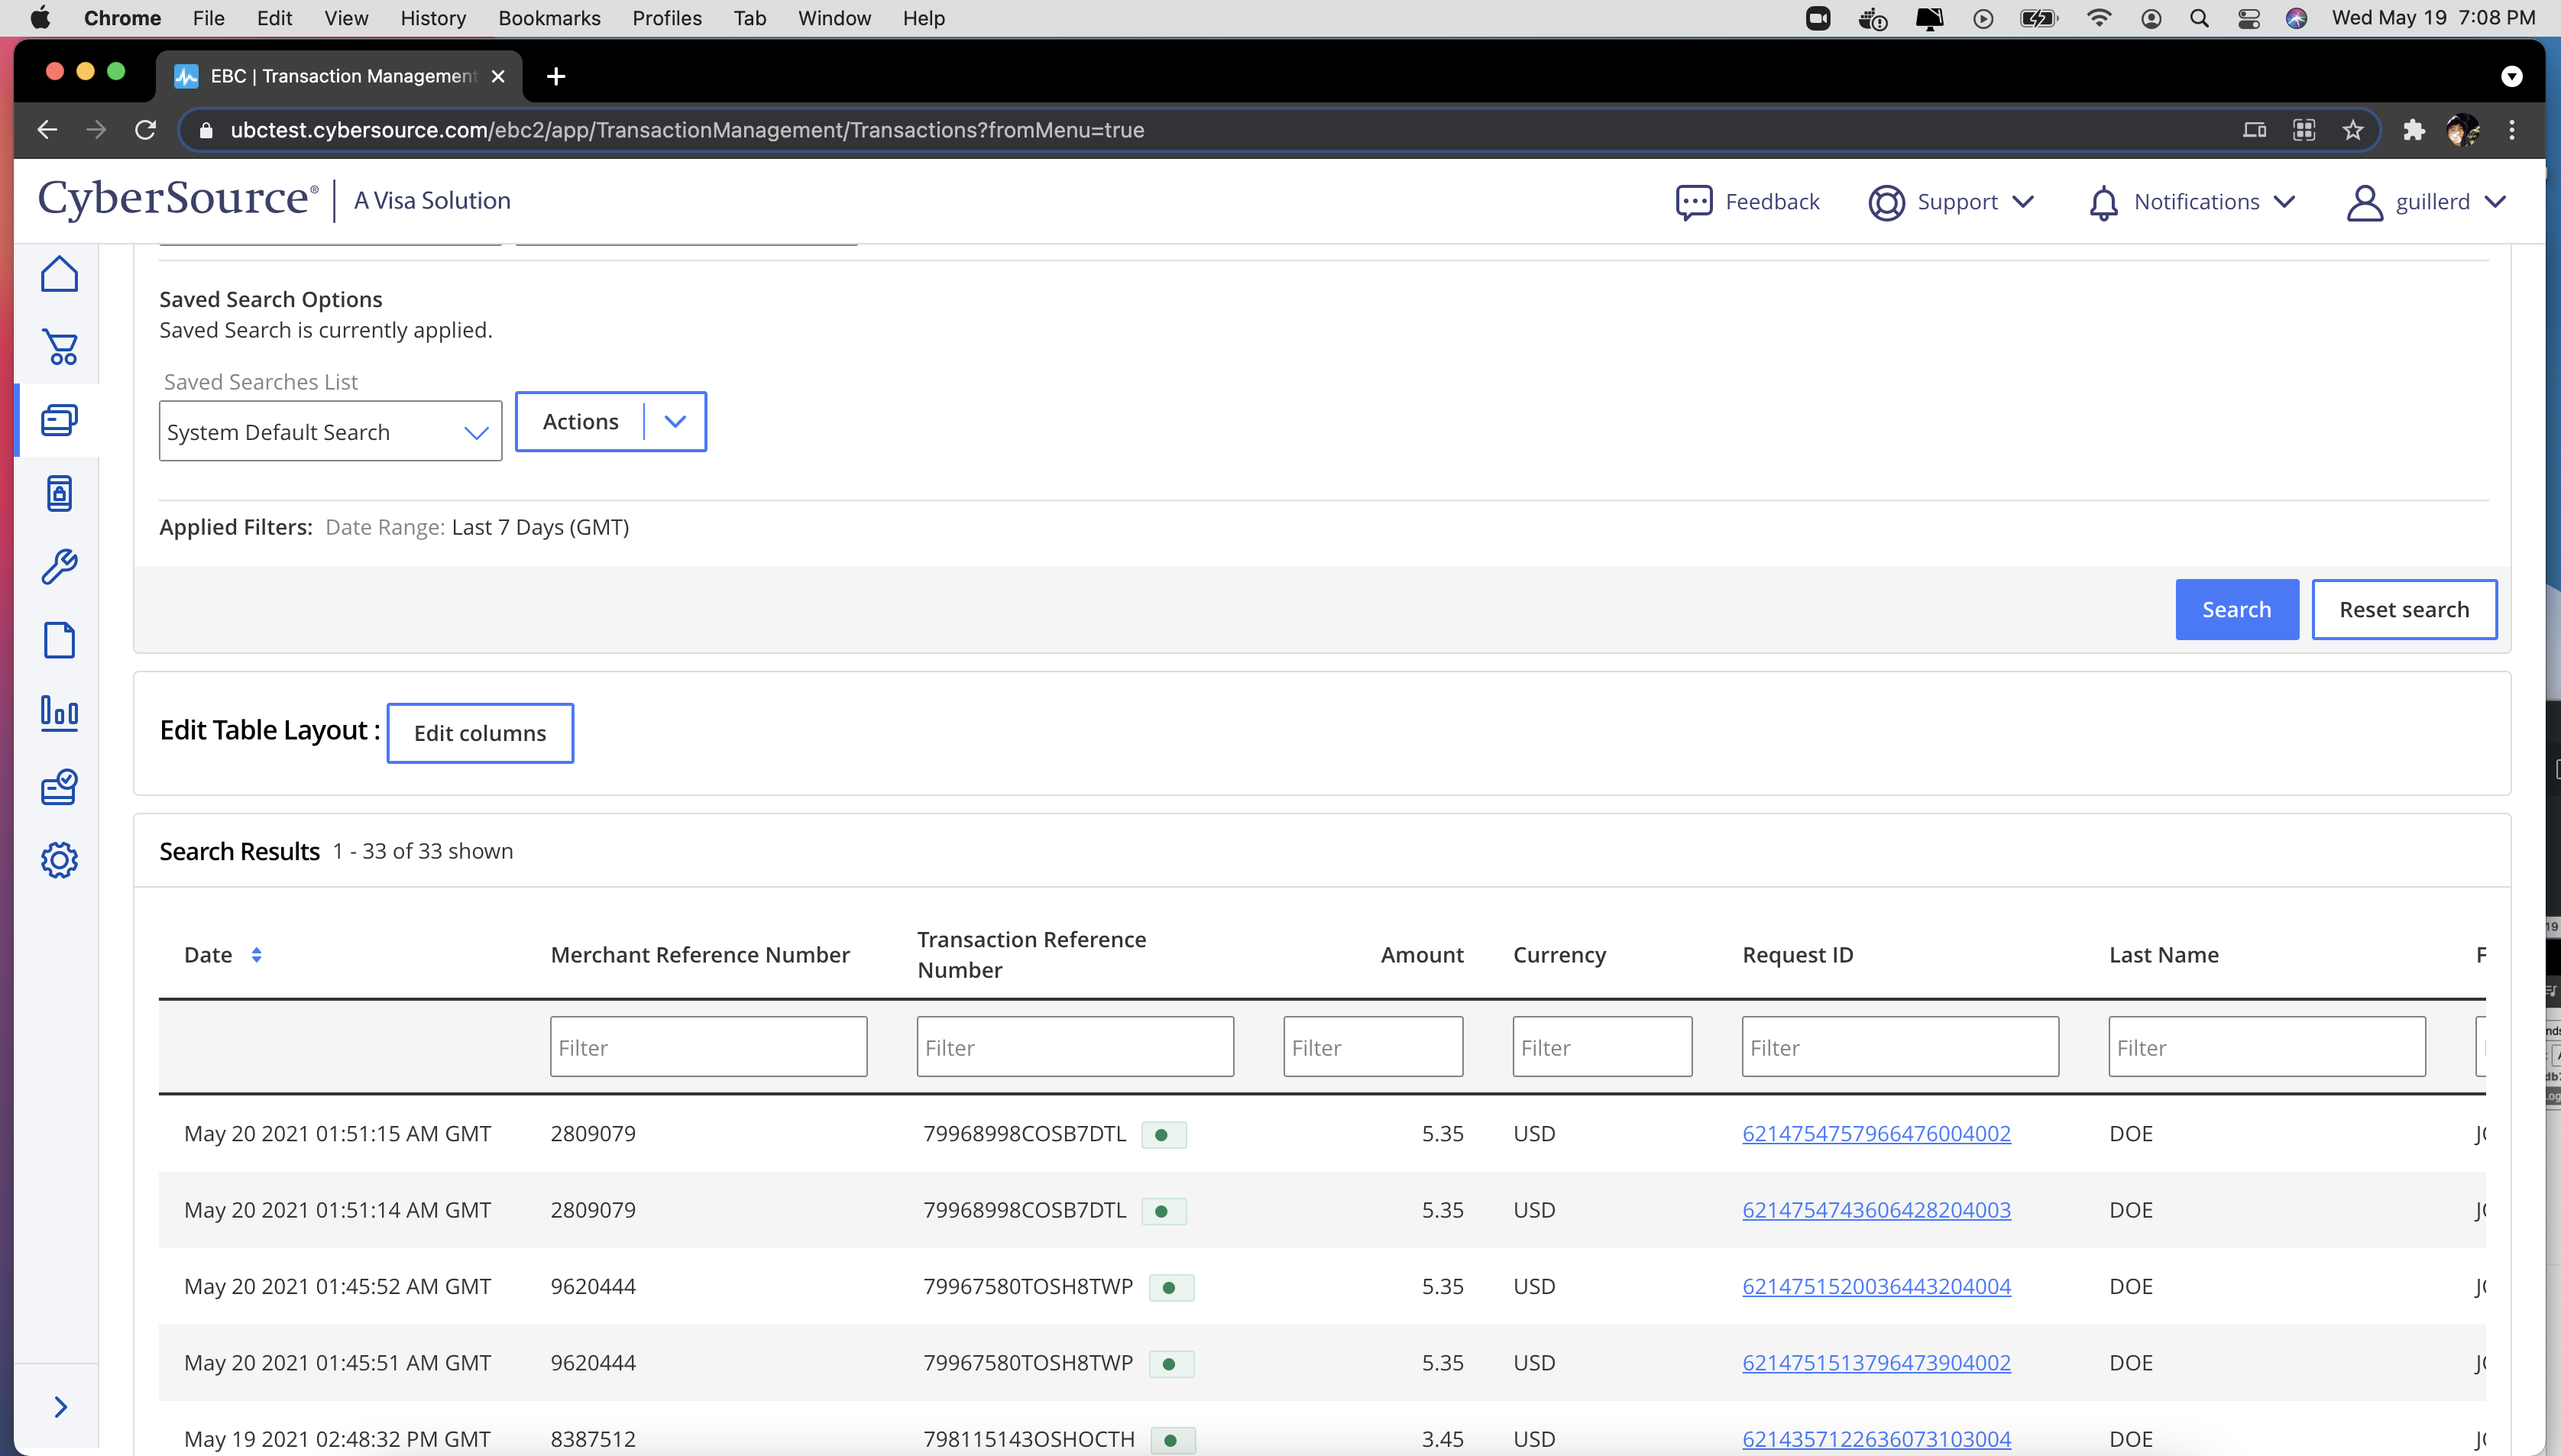 Chrome File Edit View History Bookmarks Profiles Tab Window Help Wed May 19 7:08 PM
EBC | Transaction Management
ubctest.cybersource.com/ebc2/app/TransactionManagement/Transactions?fromMenu=true
CyberSource® A Visa Solution Feedback Support Notifications guillerd
Saved Search Options
Saved Search is currently applied.
Saved Searches List
System Default Search Actions
Applied Filters: Date Range: Last 7 Days (GMT)
Search Reset search
Edit Table Layout : Edit columns
Search Results 1 - 33 of 33 shown
Date Merchant Reference Number Transaction Reference Number Amount Currency Request ID Last Name F
Filter Filter Filter Filter Filter Filter
May 20 2021 01:51:15 AM GMT 2809079 79968998COSB7DTL 5.35 USD 6214754757966476004002 DOE
May 20 2021 01:51:14 AM GMT 2809079 79968998COSB7DTL 5.35 USD 6214754743606428204003 DOE
May 20 2021 01:45:52 AM GMT 9620444 79967580TOSH8TWP 5.35 USD 6214751520036443204004 DOE
May 20 2021 01:45:51 AM GMT 9620444 79967580TOSH8TWP 5.35 USD 6214751513796473904002 DOE
May 19 2021 02:48:32 PM GMT 8387512 798115143OSHOCTH 3.45 USD 6214357122636073103004 DOE